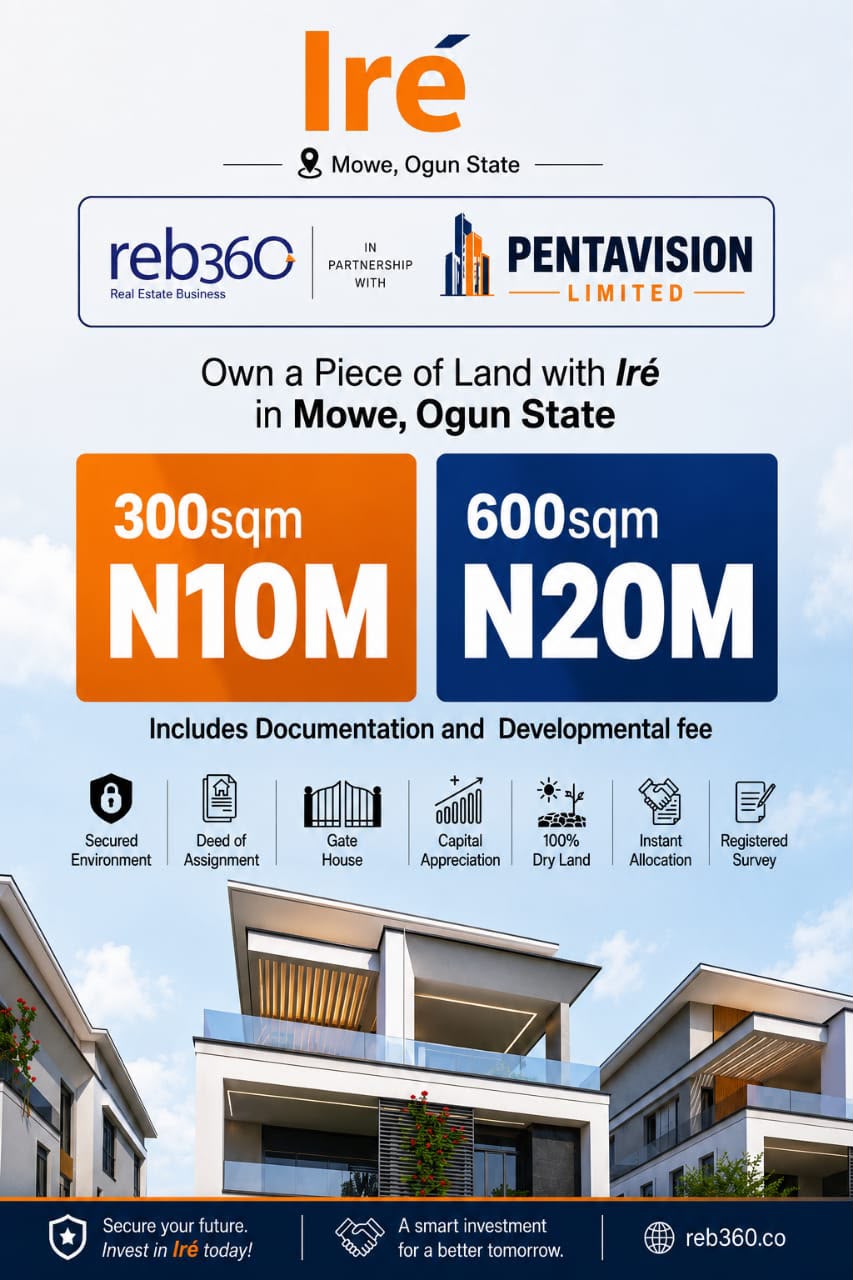 Iré
Mowe, Ogun State
reb360
Real Estate Business
IN
PARTNERSHIP
WITH
PENTAVISION
LIMITED
Own a Piece of Land with Iré
in Mowe, Ogun State
300sqm
N10M
600sqm
N20M
Includes Documentation and Developmental fee
Secured
Environment
Deed of
Assignment
Gate
House
Capital
Appreciation
100%
Dry Land
Instant
Allocation
Registered
Survey
Secure your future.
Invest in Iré today!
A smart investment
for a better tomorrow.
reb360.co